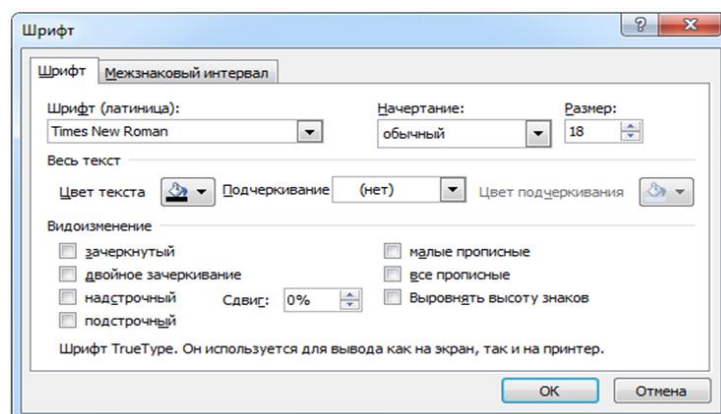 Шрифт
Шрифт Межзнаковый интервал
Шрифт (латиница): Начертание: Размер:
Times New Roman обычный 18
Весь текст
Цвет текста Подчеркивание (нет) Цвет подчеркивания
Видоизменение
зачеркнутый малые прописные
двойное зачеркивание все прописные
надстрочный Сдвиг: 0% Выровнять высоту знаков
подстрочный
Шрифт TrueType. Он используется для вывода как на экран, так и на принтер.
ОК Отмена